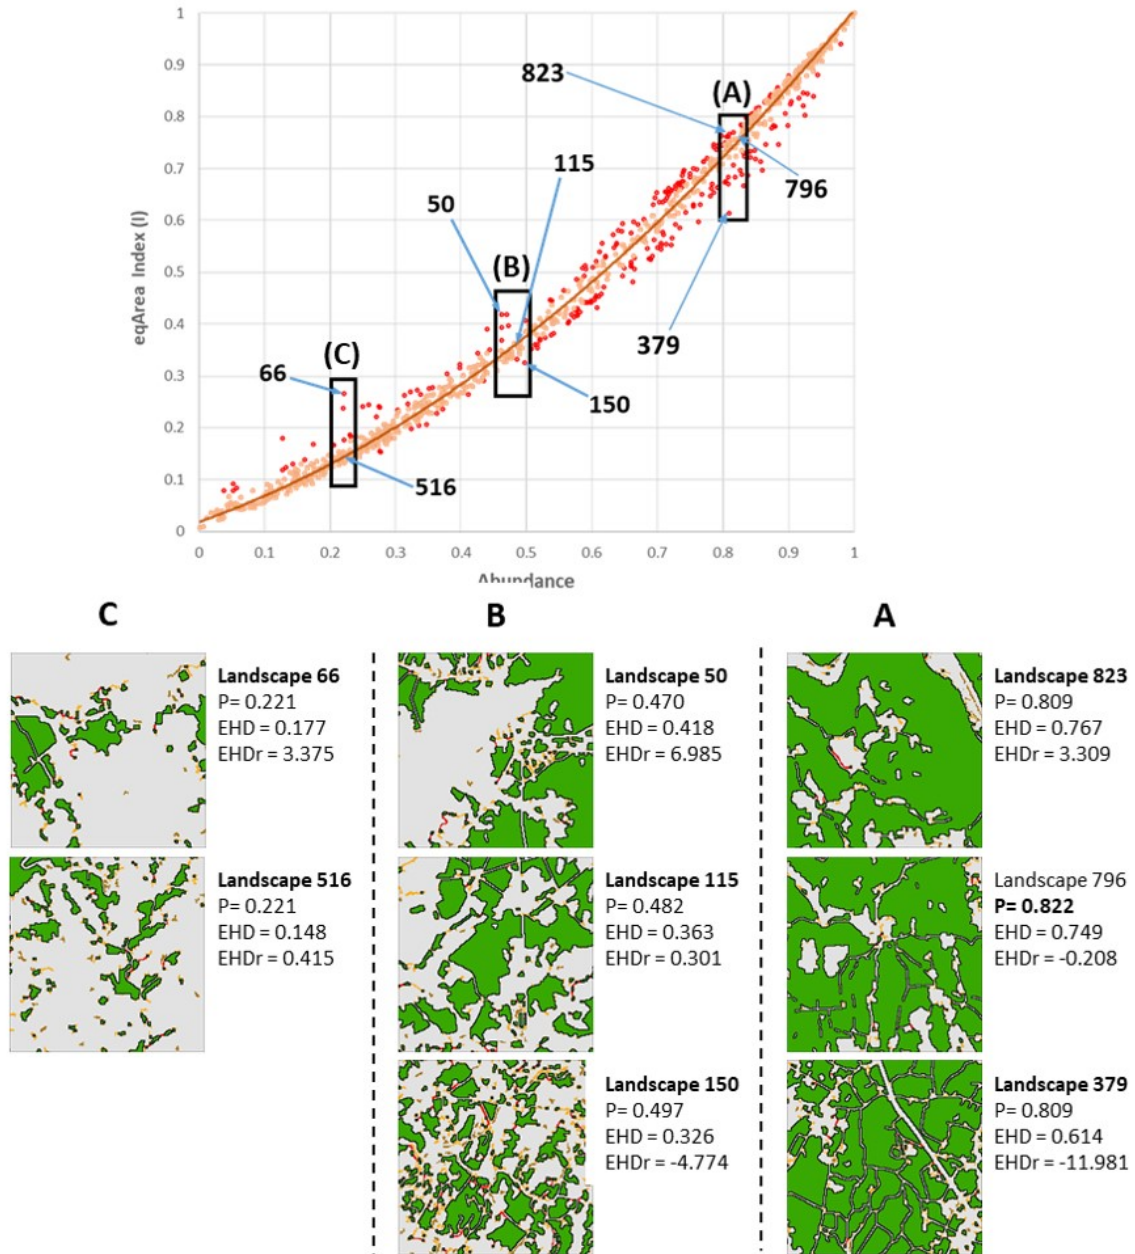 1
0.9
0.8
0.7
0.6
0.5
0.4
0.3
0.2
0.1
0
eqArea Index (I)
823
(A)
115
796
50
(B)
379
(C)
66
150
516
0 0.1 0.2 0.3 0.4 0.5 0.6 0.7 0.8 0.9 1
Abundance
C
Landscape 66
P= 0.221
EHD = 0.177
EHDr = 3.375
Landscape 516
P= 0.221
EHD = 0.148
EHDr = 0.415
B
Landscape 50
P= 0.470
EHD = 0.418
EHDr = 6.985
Landscape 115
P= 0.482
EHD = 0.363
EHDr = 0.301
Landscape 150
P= 0.497
EHD = 0.326
EHDr = -4.774
A
Landscape 823
P= 0.809
EHD = 0.767
EHDr = 3.309
Landscape 796
P= 0.822
EHD = 0.749
EHDr = -0.208
Landscape 379
P= 0.809
EHD = 0.614
EHDr = -11.981